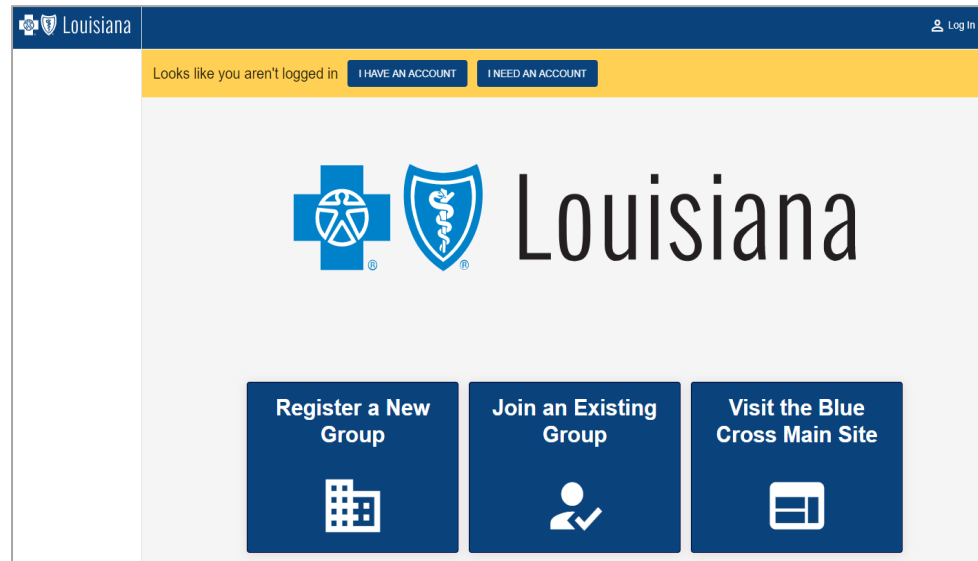 Louisiana
Log In
Looks like you aren't logged in
I HAVE AN ACCOUNT
I NEED AN ACCOUNT
® ® Louisiana
Register a New
Group
Join an Existing
Group
Visit the Blue
Cross Main Site